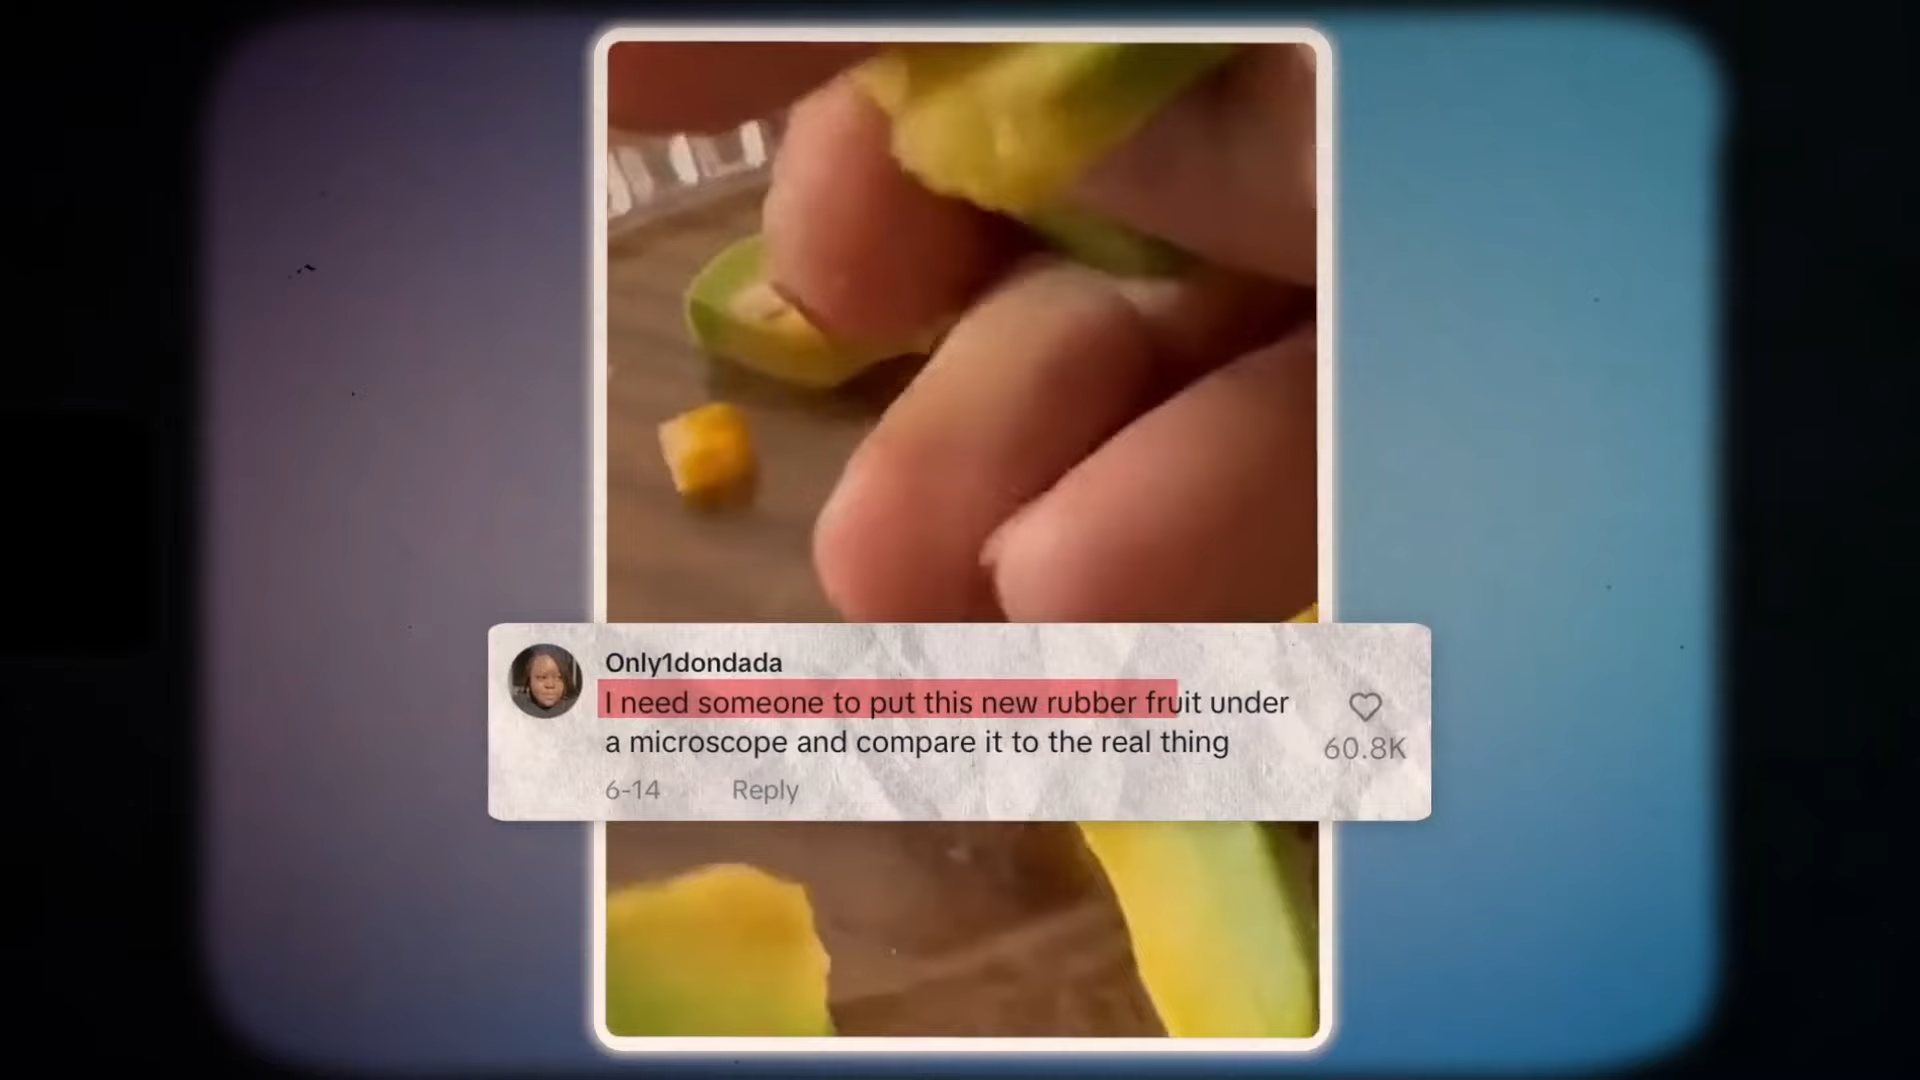 Only1dondada
I need someone to put this new rubber fruit under
a microscope and compare it to the real thing
60.8K
6-14 Reply